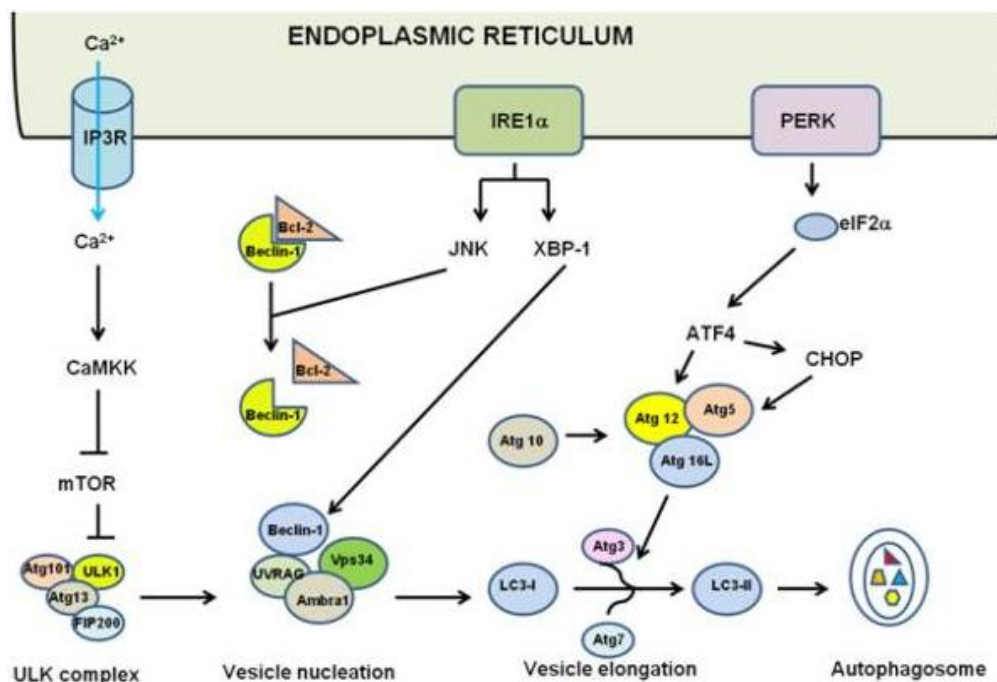 ENDOPLASMIC RETICULUM
Ca²⁺
IP3R
IRE1α
PERK
Ca²⁺
Bcl-2
Beclin-1
JNK
XBP-1
eIF2α
ATF4
CHOP
CaMKK
Bcl-2
Beclin-1
Atg 12
Atg5
Atg 10
Atg 16L
mTOR
Beclin-1
Atg101
ULK1
Atg13
FIP200
UVRAG
Vps34
Ambra1
LC3-I
Atg3
Atg7
LC3-II
ULK complex
Vesicle nucleation
Vesicle elongation
Autophagosome